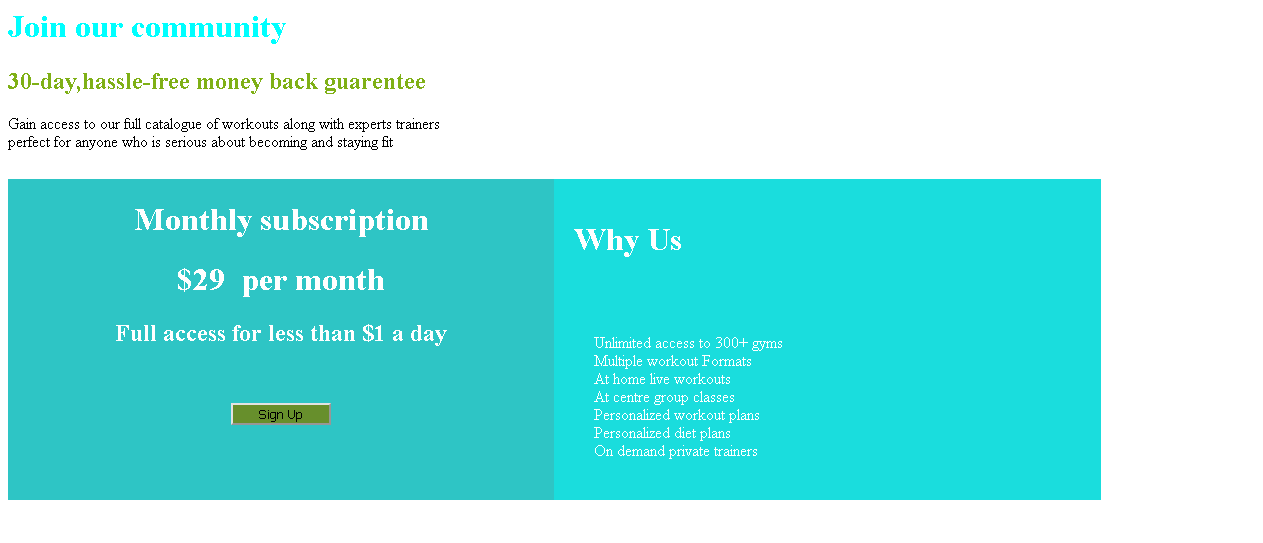 Join our community
30-day,hassle-free money back guarentee
Gain access to our full catalogue of workouts along with experts trainers
perfect for anyone who is serious about becoming and staying fit
Monthly subscription
$29 per month
Full access for less than $1 a day
Sign Up
Why Us
Unlimited access to 300+ gyms
Multiple workout Formats
At home live workouts
At centre group classes
Personalized workout plans
Personalized diet plans
On demand private trainers